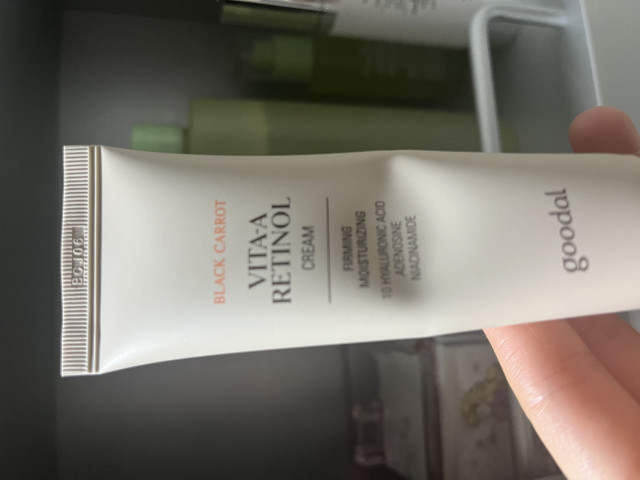 BLACK CARROT
VITA-A
RETINOL
CREAM
FIRMING
MOISTURIZING
10 HYALURONIC ACID
ADENOSINE
NIACINAMIDE
goodal